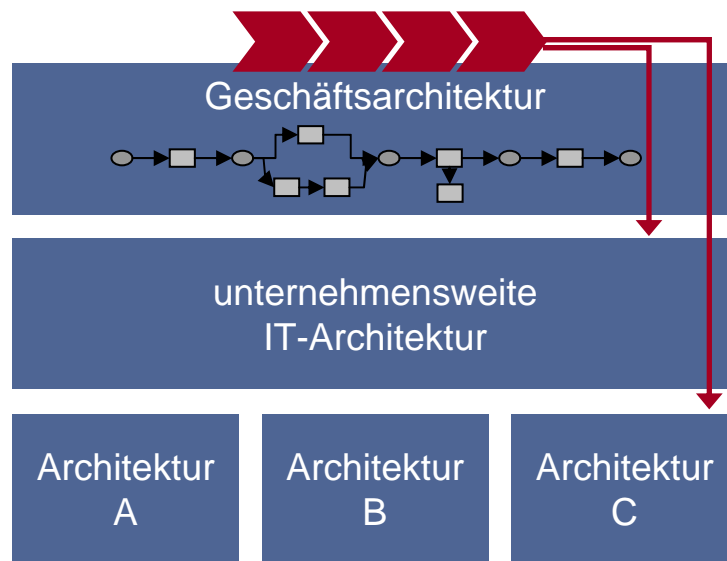 Geschäftsarchitektur
unternehmensweite
IT-Architektur
Architektur
A
Architektur
B
Architektur
C